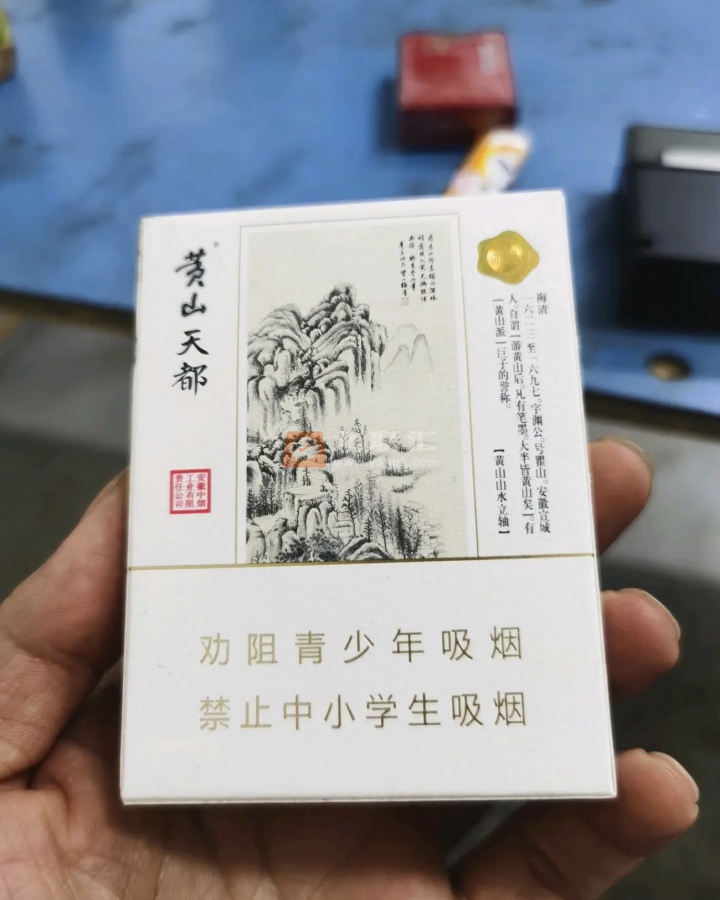 黄山天都
安徽中烟
工业有限
责任公司
梅清
一六二三至一六九七。字渊公、号瞿山。安徽宣城
人。自谓「游黄山后。凡有笔墨。大半皆黄山矣」。有
「黄山派」巨子的誉称。
【黄山山水立轴】
劝阻青少年吸烟
禁止中小学生吸烟